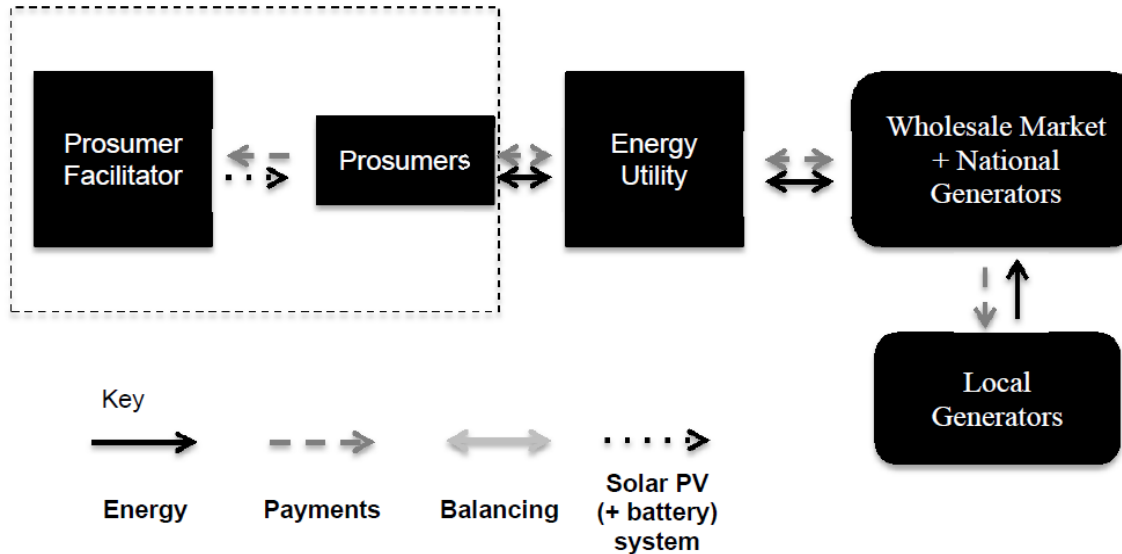 Prosumer
Facilitator
Prosumers
Energy
Utility
Wholesale Market
+ National
Generators
Local
Generators
Key
Energy
Payments
Balancing
Solar PV
(+ battery)
system